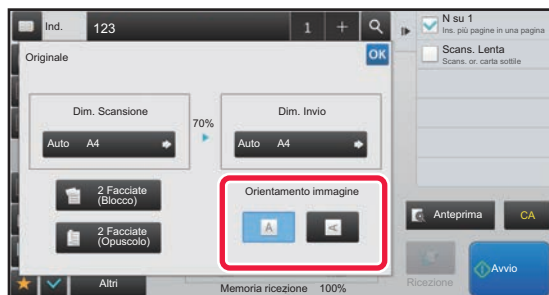 Ind. 123 1 + 
N su 1
Ins. più pagine in una pagina
Scans. Lenta
Scans. or. carta sottile
Originale OK
Dim. Scansione
70%
Dim. Invio
Auto A4
Auto A4
2 Facciate
(Blocco)
2 Facciate
(Opuscolo)
Orientamento immagine
A A
Anteprima CA
Altri
Memoria ricezione 100%
Ricezione
Avvio